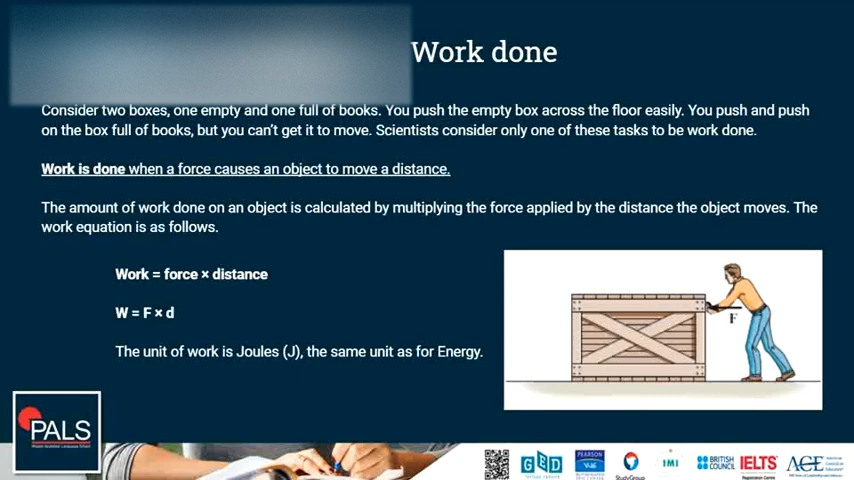 Work done
Consider two boxes, one empty and one full of books. You push the empty box across the floor easily. You push and push
on the box full of books, but you can't get it to move. Scientists consider only one of these tasks to be work done.
Work is done when a force causes an object to move a distance.
The amount of work done on an object is calculated by multiplying the force applied by the distance the object moves. The
work equation is as follows.
Work = force × distance
W = F × d
The unit of work is Joules (J), the same unit as for Energy.
F
PALS
GED
PEARSON
StudyGroup
IMI
BRITISH
COUNCIL
IELTS
Registration Centre
ACE